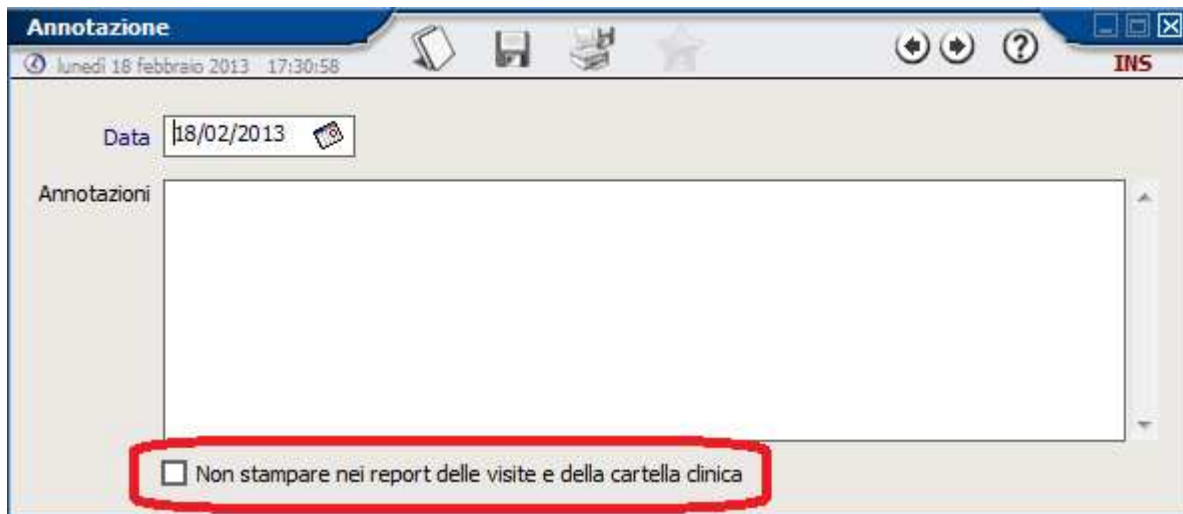 Annotazione
lunedì 18 febbraio 2013 17:30:58
INS
Data 18/02/2013
Annotazioni
Non stampare nei report delle visite e della cartella clinica